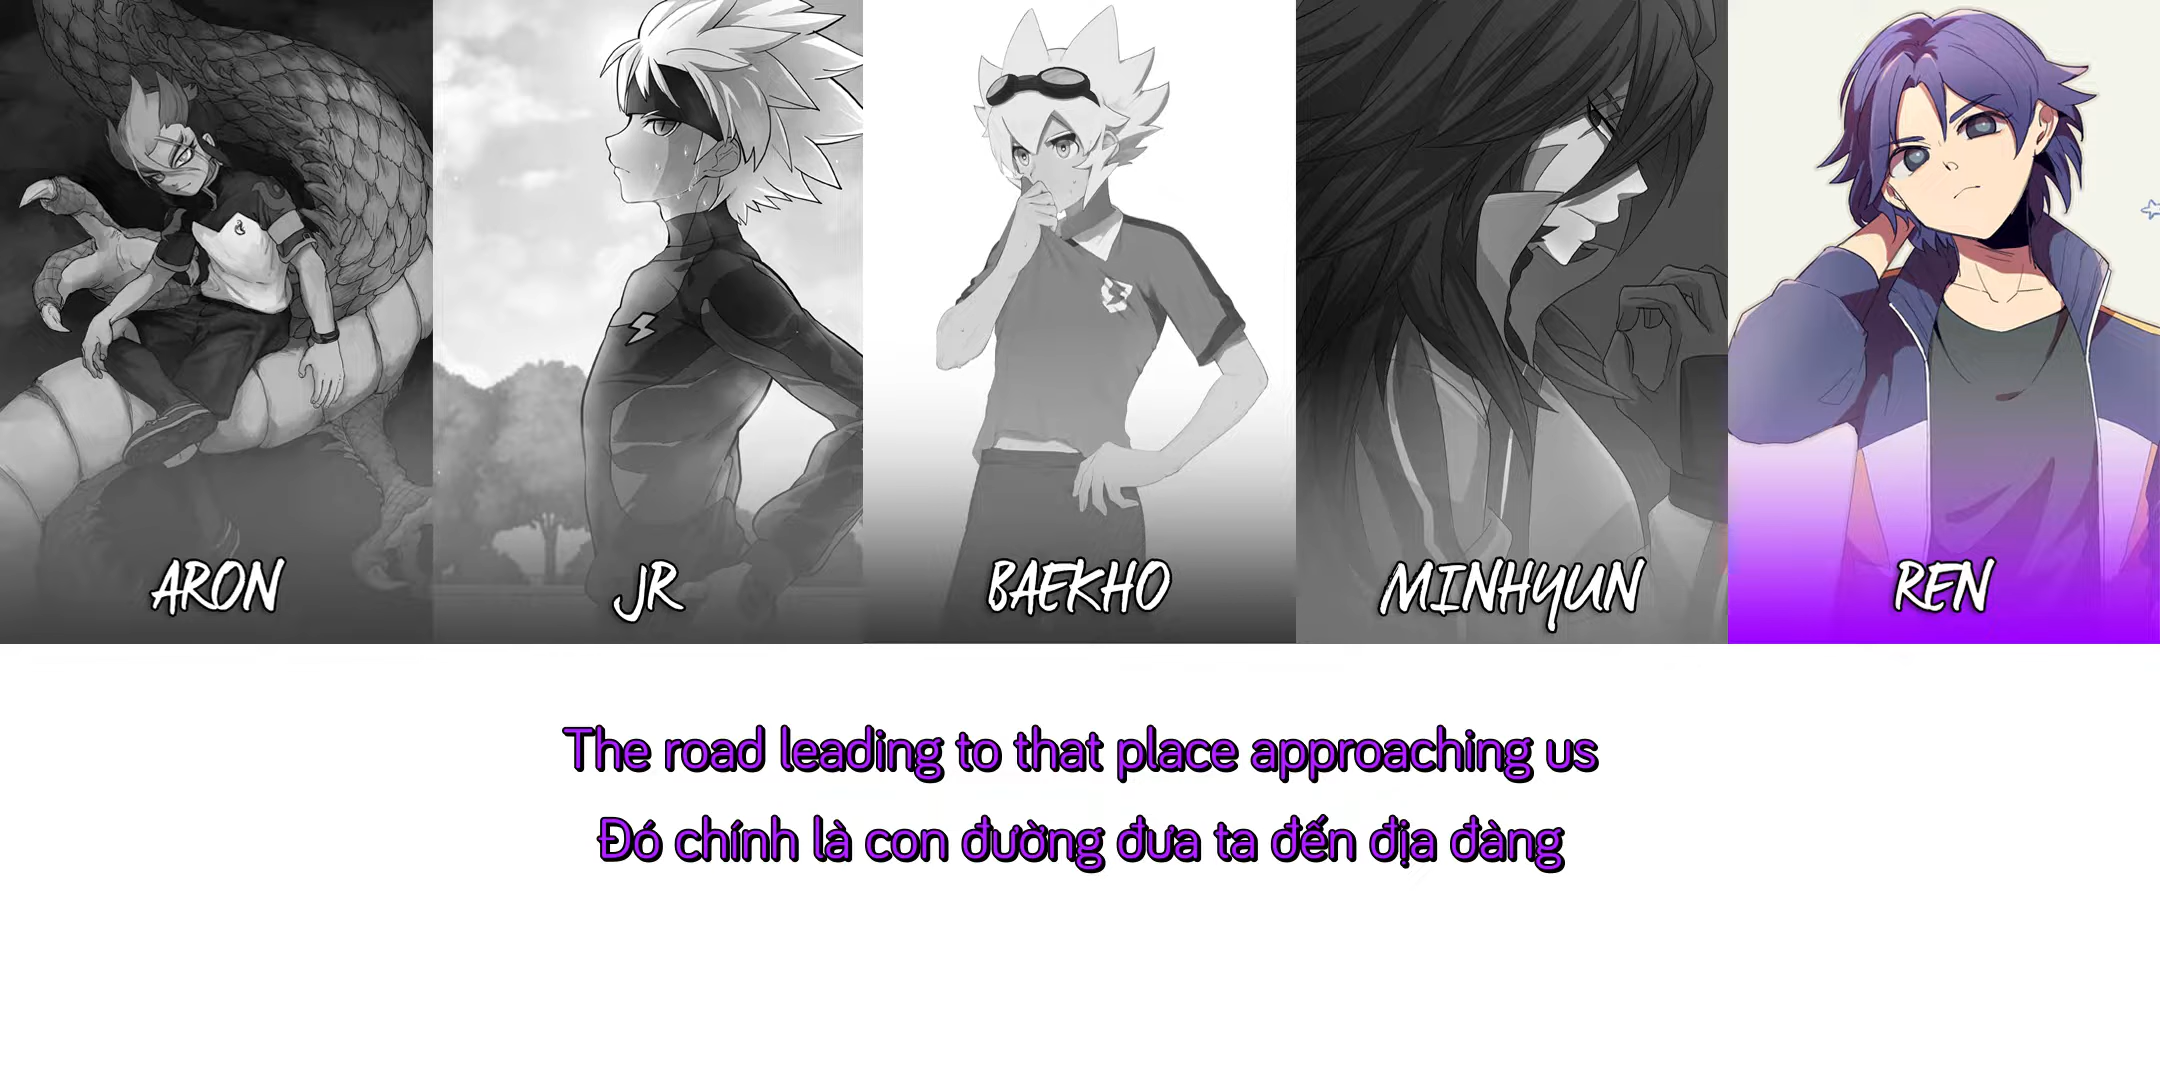 ARON
JR
BAEKHO
MINHYUN
REN
The road leading to that place approaching us
Đó chính là con đường đưa ta đến địa đàng